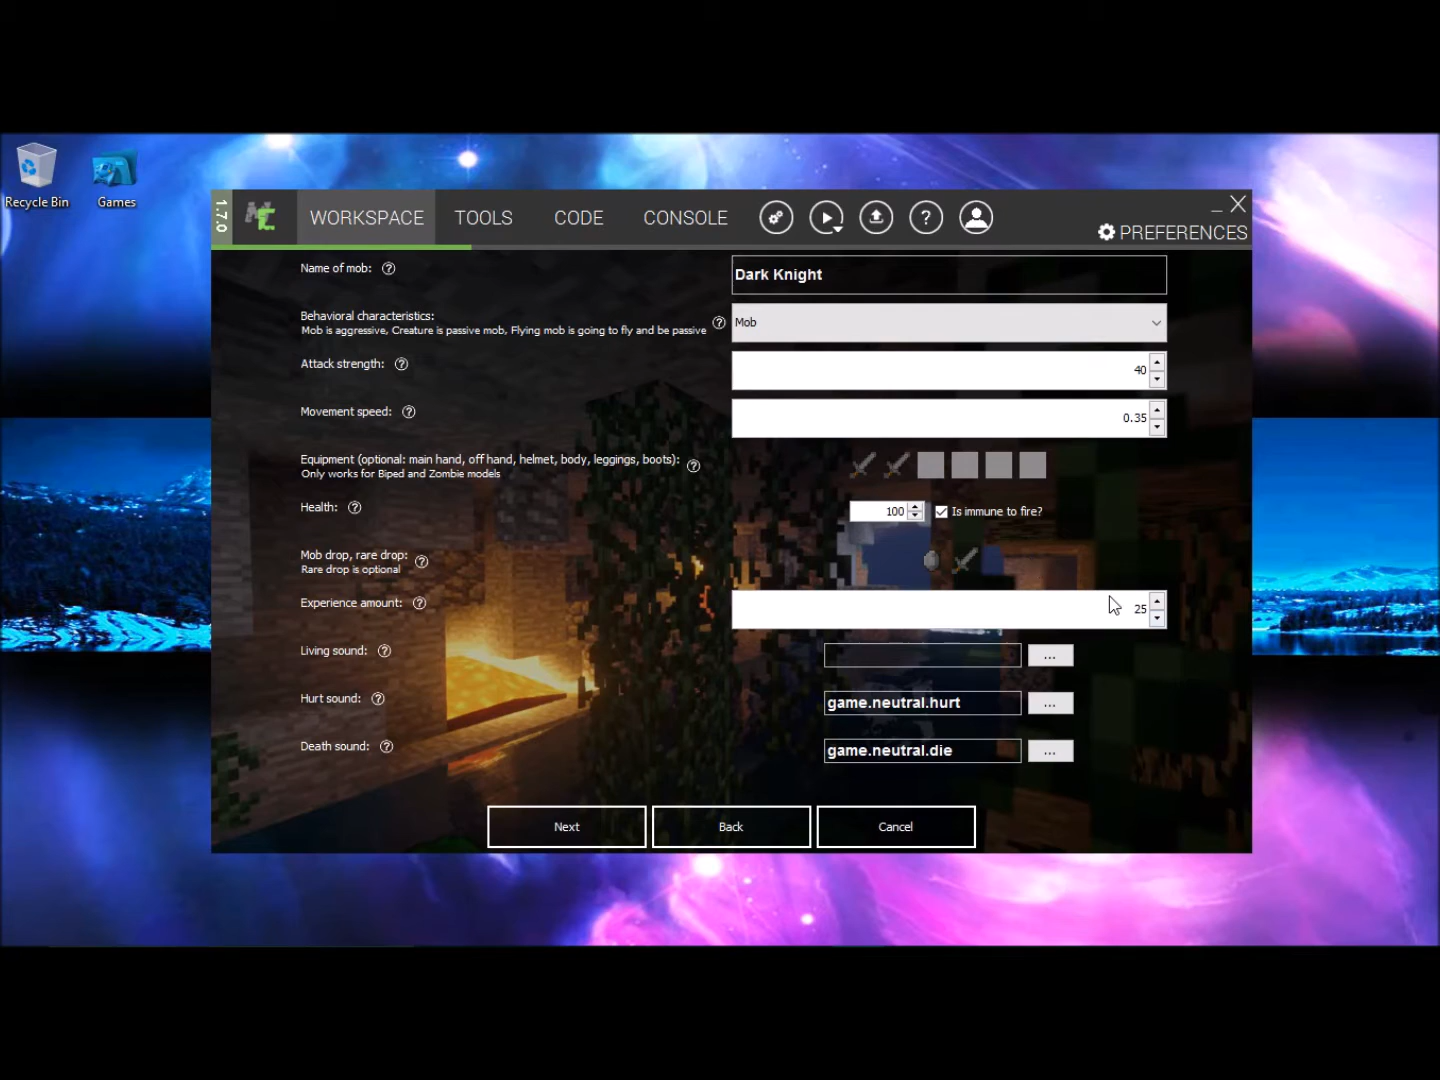 Recycle Bin
Games
1.7.0
WORKSPACE
TOOLS
CODE
CONSOLE
?
PREFERENCES
Name of mob: ?
Dark Knight
Behavioral characteristics:
Mob is aggressive, Creature is passive mob, Flying mob is going to fly and be passive ?
Mob
Attack strength: ?
40
Movement speed: ?
0.35
Equipment (optional: main hand, off hand, helmet, body, leggings, boots): ?
Only works for Biped and Zombie models
Health: ?
100
Is immune to fire?
Mob drop, rare drop: ?
Rare drop is optional
Experience amount: ?
25
Living sound: ?
...
Hurt sound: ?
game.neutral.hurt
...
Death sound: ?
game.neutral.die
...
Next
Back
Cancel